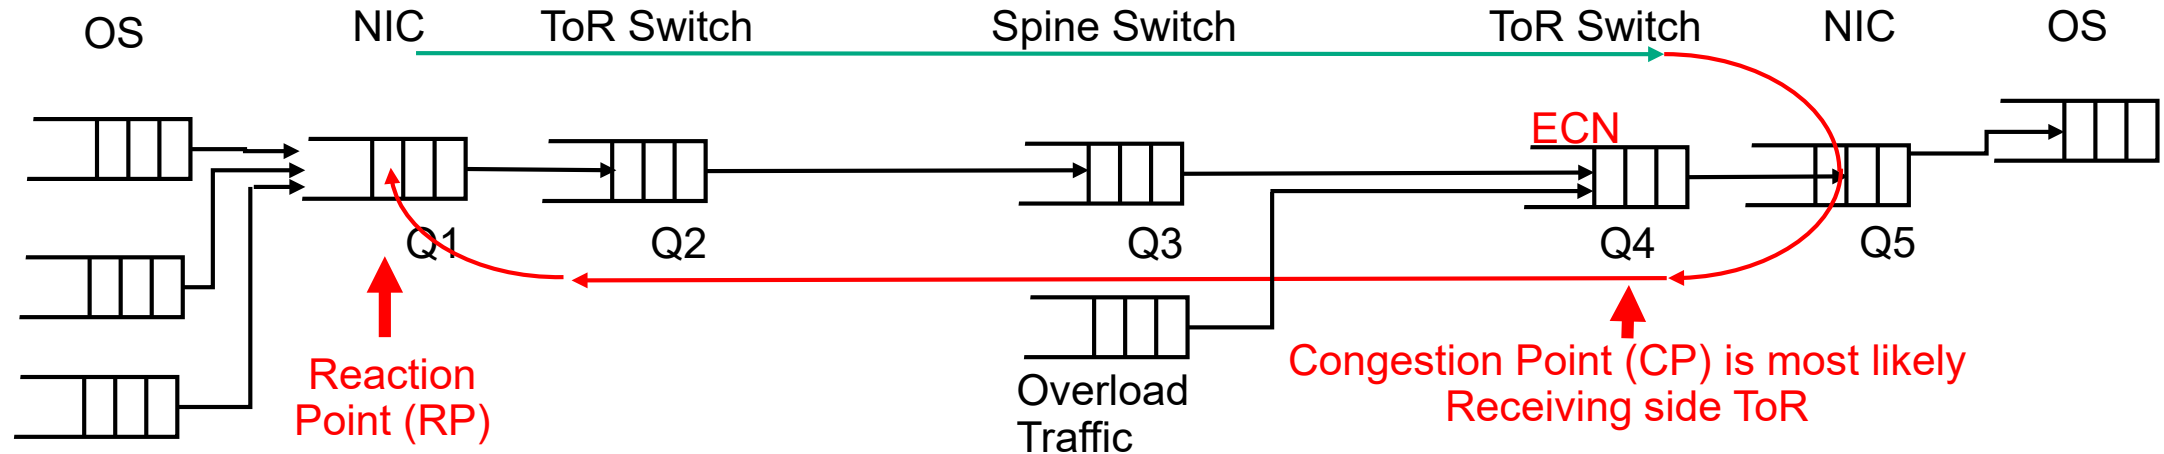 OS NIC ToR Switch Spine Switch ToR Switch NIC OS
ECN
Q1 Q2 Q3 Q4 Q5
Reaction
Point (RP)
Overload
Traffic
Congestion Point (CP) is most likely
Receiving side ToR